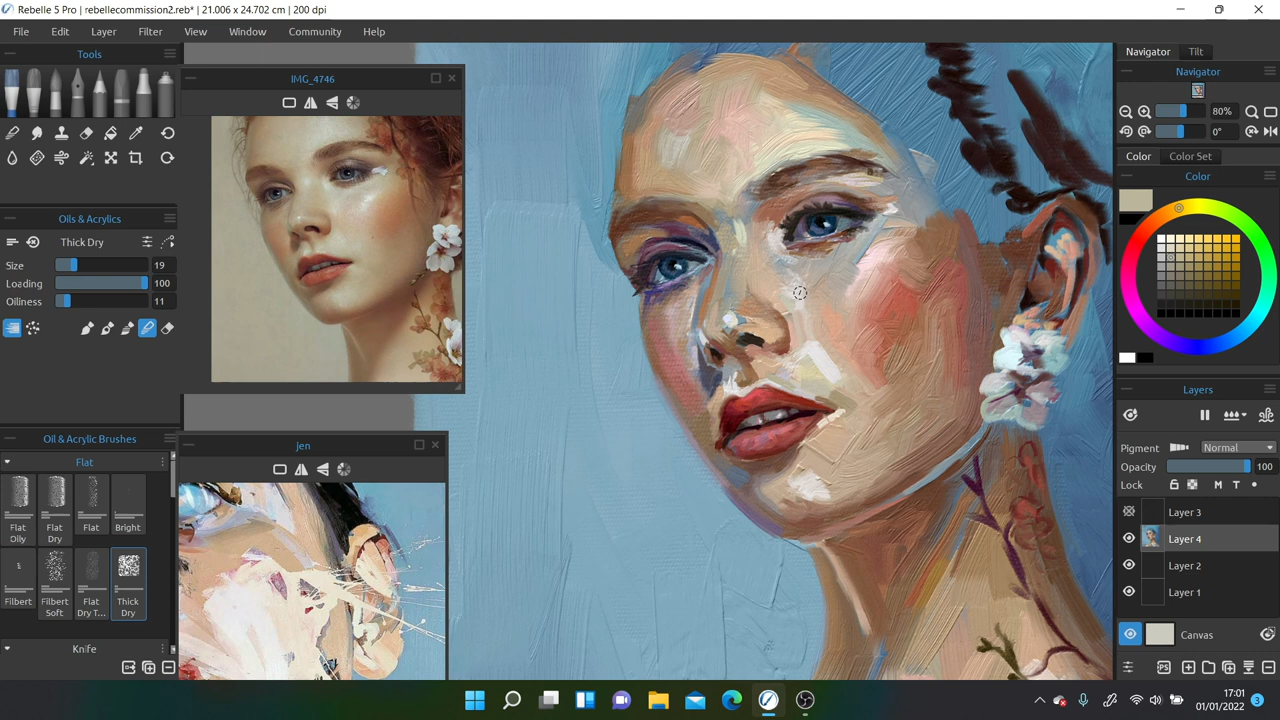 Rebelle 5 Pro | rebellecommission2.reb* | 21.006 x 24.702 cm | 200 dpi
File Edit Layer Filter View Window Community Help
Tools
IMG_4746
Oils & Acrylics
Thick Dry
Size 19
Loading 100
Oiliness 11
Oil & Acrylic Brushes
Flat
Flat Oily
Flat Dry
Flat
Bright
Filbert
Filbert Soft
Flat Dry T...
Thick Dry
Knife
jen
Navigator Tilt
Navigator
80%
0°
Color Color Set
Color
Layers
Pigment Normal
Opacity 100
Lock M T
Layer 3
Layer 4
Layer 2
Layer 1
Canvas
PS
17:01
01/01/2022 3